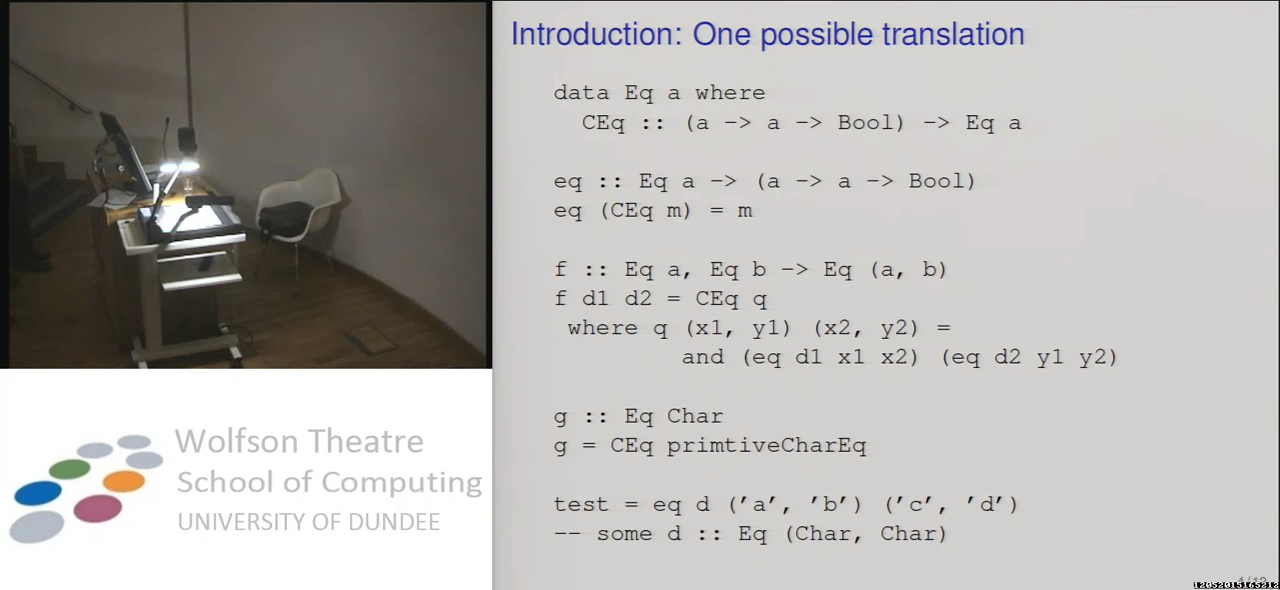 Introduction: One possible translation
data Eq a where
CEq :: (a -> a -> Bool) -> Eq a
eq :: Eq a -> (a -> a -> Bool)
eq (CEq m) = m
f :: Eq a, Eq b -> Eq (a, b)
f d1 d2 = CEq q
where q (x1, y1) (x2, y2) =
and (eq d1 x1 x2) (eq d2 y1 y2)
g :: Eq Char
g = CEq primtiveCharEq
test = eq d ('a', 'b') ('c', 'd')
-- some d :: Eq (Char, Char)
Wolfson Theatre
School of Computing
UNIVERSITY OF DUNDEE